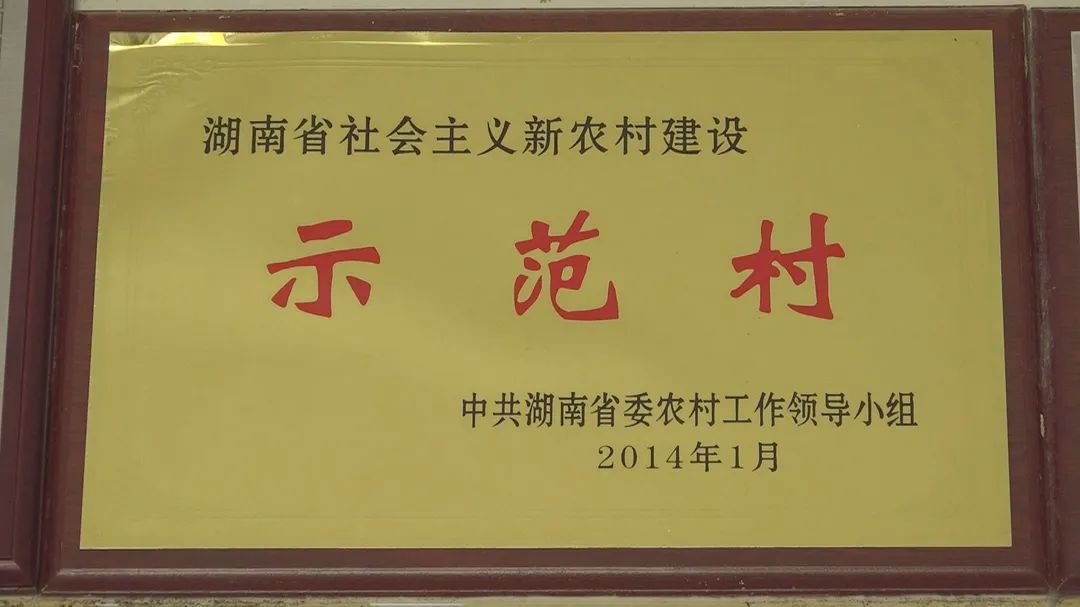 湖南省社会主义新农村建设
示范村
中共湖南省委农村工作领导小组
2014年1月